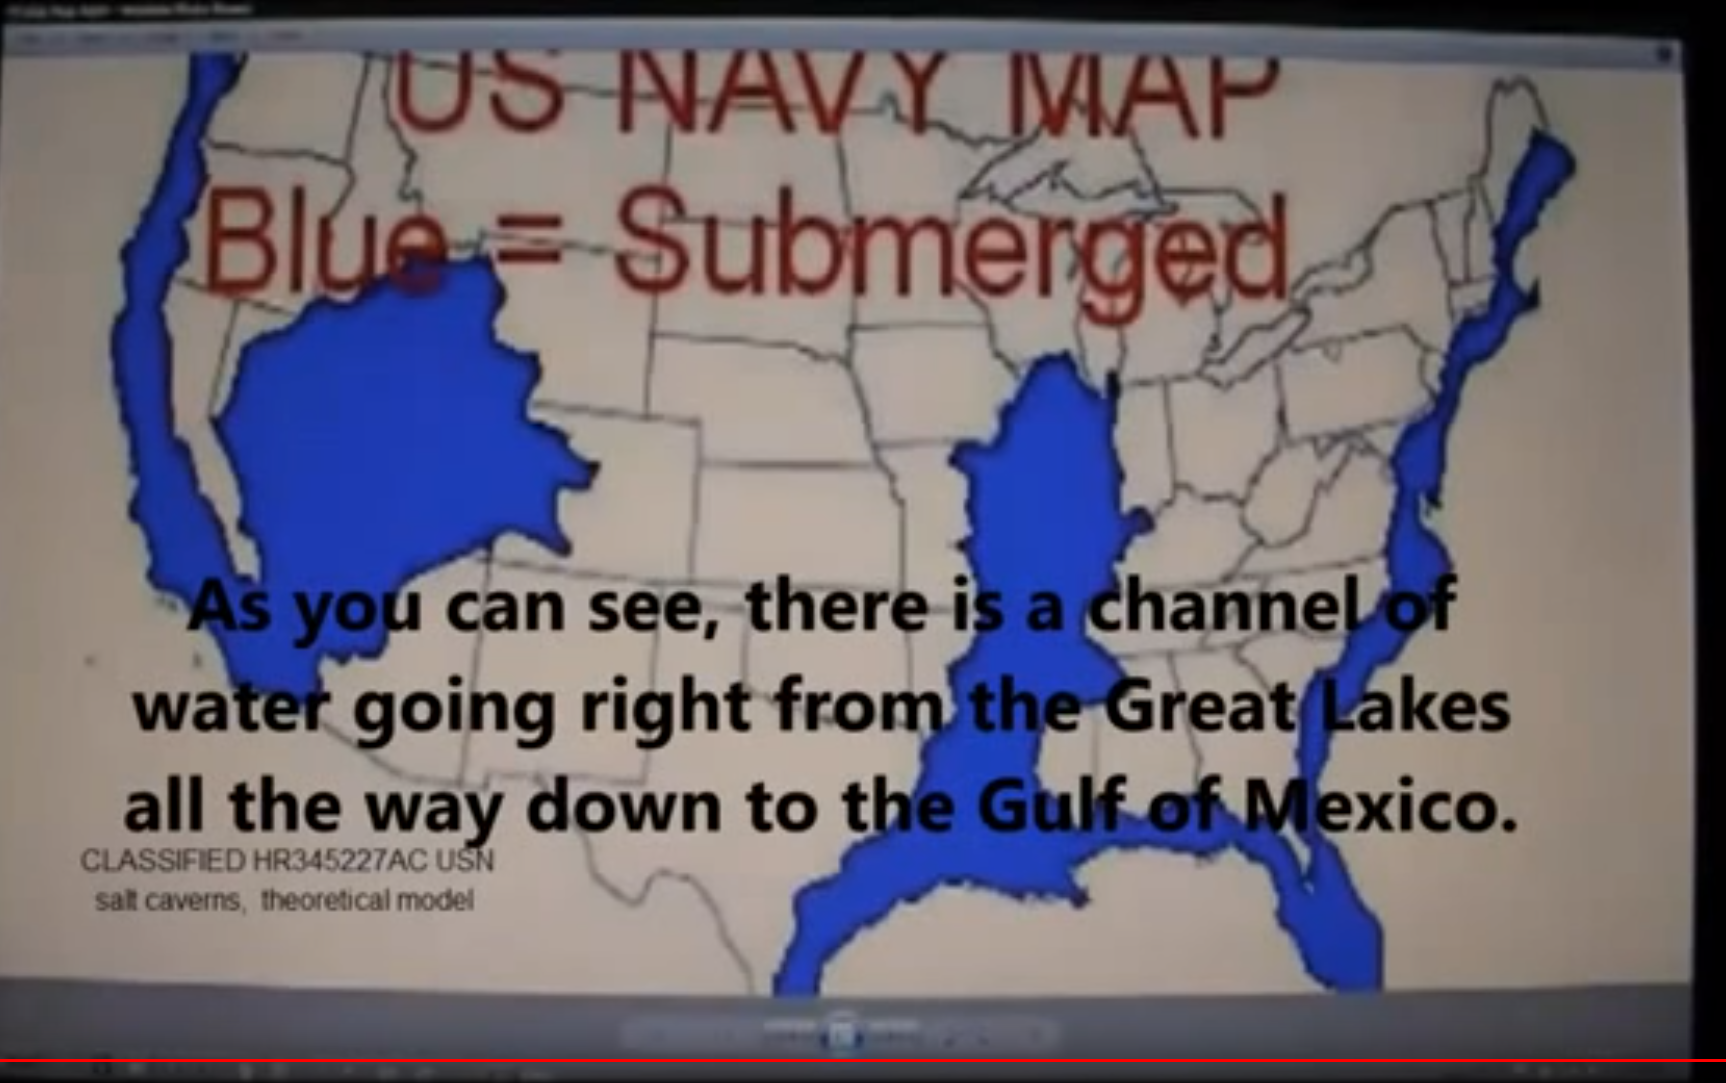 US NAVY MAP
Blue = Submerged
As you can see, there is a channel of
water going right from the Great Lakes
all the way down to the Gulf of Mexico.
CLASSIFIED HR345227AC USN
salt caverns, theoretical model